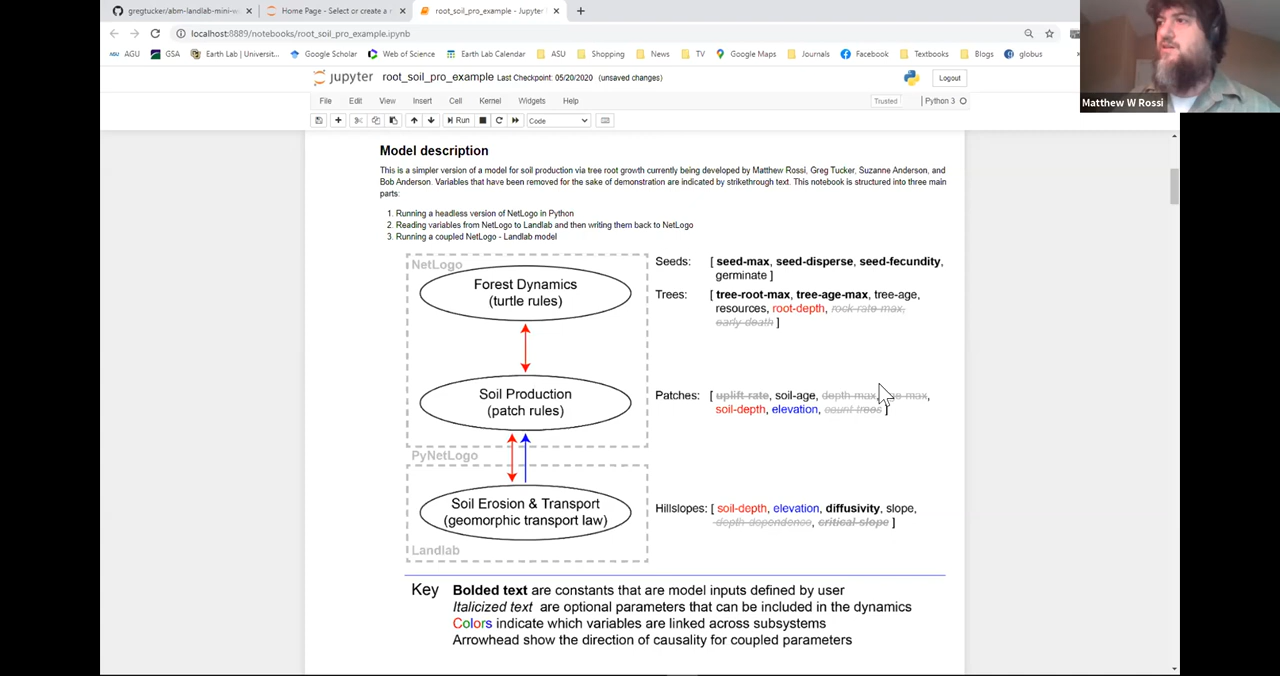 gregtucker/abm-landlab-mini-w
Home Page - Select or create a n
root_soil_pro_example - Jupyter
localhost:8889/notebooks/root_soil_pro_example.ipynb
AGU GSA Earth Lab | Universit... Google Scholar Web of Science Earth Lab Calendar ASU Shopping News TV Google Maps Journals Facebook Textbooks Blogs globus
jupyter root_soil_pro_example Last Checkpoint: 05/20/2020 (unsaved changes) Logout
Matthew W Rossi
File Edit View Insert Cell Kernel Widgets Help Trusted Python 3
Run Code
Model description
This is a simpler version of a model for soil production via tree root growth currently being developed by Matthew Rossi, Greg Tucker, Suzanne Anderson, and
Bob Anderson. Variables that have been removed for the sake of demonstration are indicated by strikethrough text. This notebook is structured into three main
parts:
1. Running a headless version of NetLogo in Python
2. Reading variables from NetLogo to Landlab and then writing them back to NetLogo
3. Running a coupled NetLogo - Landlab model
NetLogo
Forest Dynamics
(turtle rules)
Seeds: [ seed-max, seed-disperse, seed-fecundity,
germinate ]
Trees: [ tree-root-max, tree-age-max, tree-age,
resources, root-depth, rock-rate-max,
early-death ]
Soil Production
(patch rules)
Patches: [ uplift-rate, soil-age, depth-max,
soil-depth, elevation, count-trees ]
PyNetLogo
Soil Erosion & Transport
(geomorphic transport law)
Hillslopes: [ soil-depth, elevation, diffusivity, slope,
depth-dependence, critical-slope ]
Landlab
Key
Bolded text are constants that are model inputs defined by user
Italicized text are optional parameters that can be included in the dynamics
Colors indicate which variables are linked across subsystems
Arrowhead show the direction of causality for coupled parameters